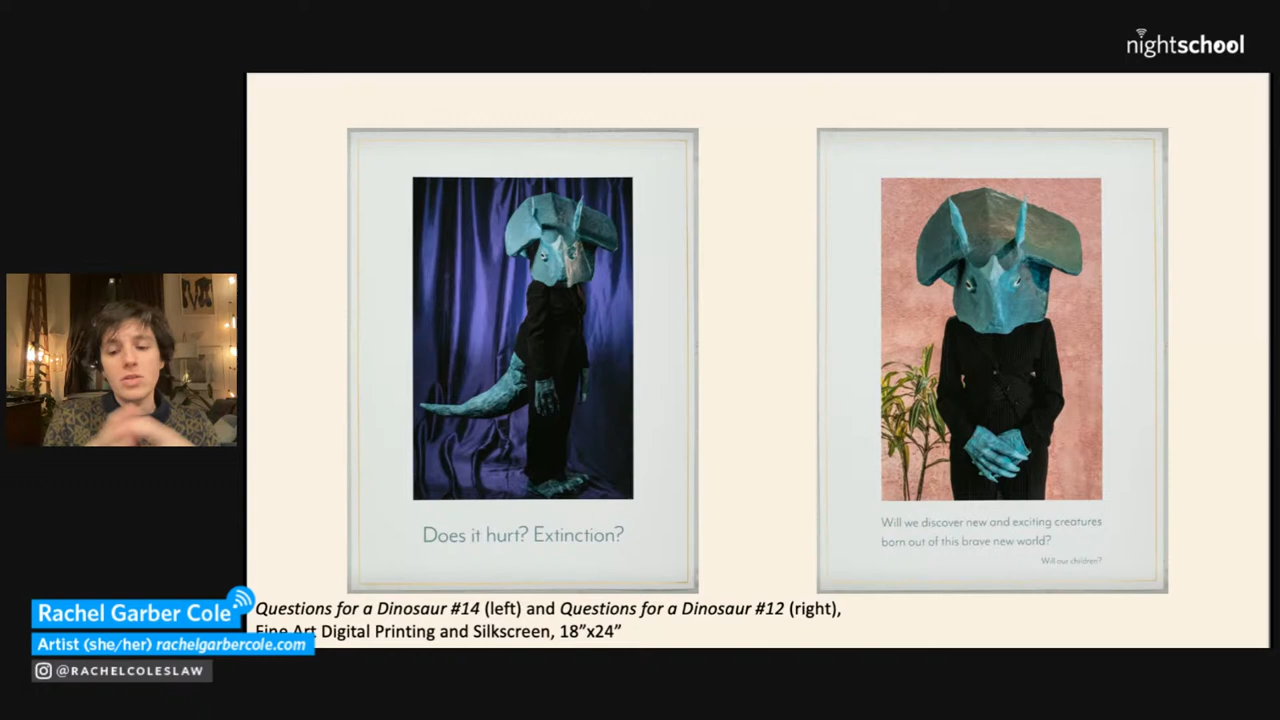 nightschool
Does it hurt? Extinction?
Will we discover new and exciting creatures
born out of this brave new world?
Will our children?
Questions for a Dinosaur #14 (left) and Questions for a Dinosaur #12 (right),
Fine Art Digital Printing and Silkscreen, 18”x24”
Rachel Garber Cole
Artist (she/her) rachelgarbercole.com
@RACHELCOLESLAW